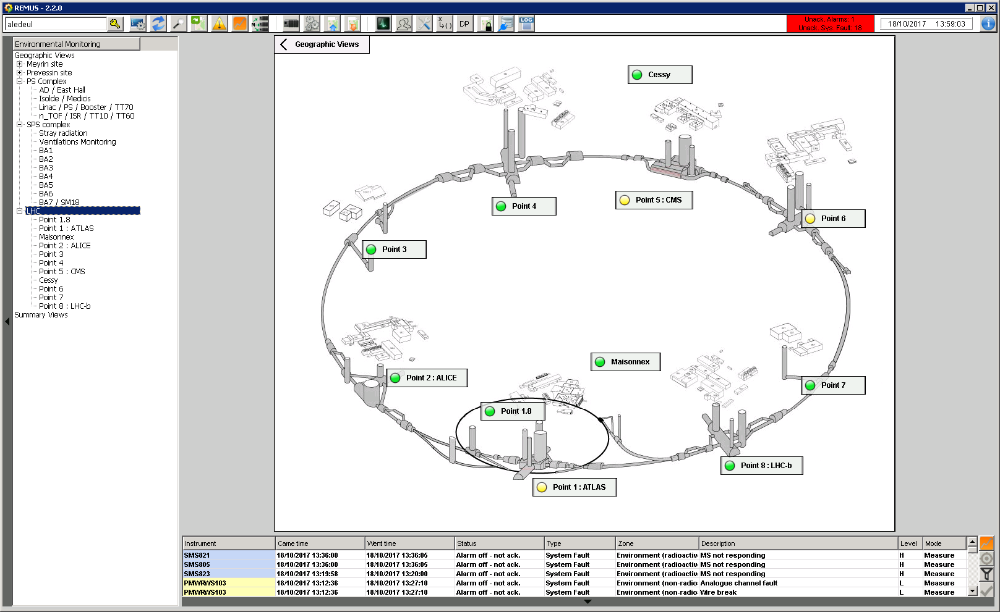 REMUS - 2.2.0
aledeul
DP
LOG
Unack. Alarms: 1
Unack. Sys. Fault: 18
18/10/2017 13:59:03
Environmental Monitoring
Geographic Views
Meyrin site
Prevessin site
PS Complex
AD / East Hall
Isolde / Medicis
Linac / PS / Booster / TT70
n_TOF / ISR / TT10 / TT60
SPS complex
Stray radiation
Ventilations Monitoring
BA1
BA2
BA3
BA4
BA5
BA6
BA7 / SM18
LHC
Point 1.8
Point 1 : ATLAS
Maisonnex
Point 2 : ALICE
Point 3
Point 4
Point 5 : CMS
Cessy
Point 6
Point 7
Point 8 : LHC-b
Summary Views
Geographic Views
Cessy
Point 4
Point 5 : CMS
Point 6
Point 3
Maisonnex
Point 2 : ALICE
Point 7
Point 1.8
Point 8 : LHC-b
Point 1 : ATLAS
Instrument Came time Went time Status Type Zone Description Level Mode
SMS821 18/10/2017 13:36:00 18/10/2017 13:36:05 Alarm off - not ack. System Fault Environment (radioactiv MS not responding H Measure
SMS805 18/10/2017 13:36:00 18/10/2017 13:36:05 Alarm off - not ack. System Fault Environment (radioactiv MS not responding H Measure
SMS823 18/10/2017 13:19:58 18/10/2017 13:20:00 Alarm off - not ack. System Fault Environment (radioactiv MS not responding H Measure
PMWRWS103 18/10/2017 13:12:36 18/10/2017 13:27:10 Alarm off - not ack. System Fault Environment (non-radio Analogue channel fault L Measure
PMWRWS103 18/10/2017 13:12:36 18/10/2017 13:27:10 Alarm off - not ack. System Fault Environment (non-radio Wire break L Measure